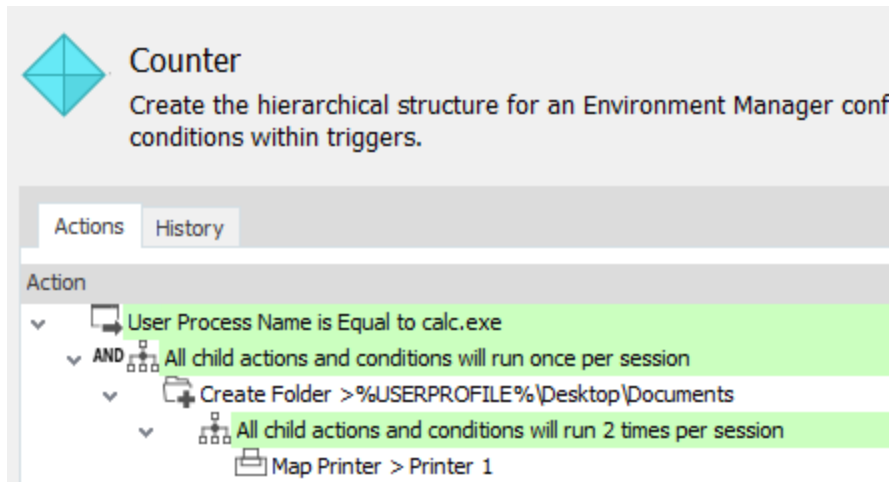 Counter
Create the hierarchical structure for an Environment Manager conf
conditions within triggers.
Actions History
Action
User Process Name is Equal to calc.exe
AND All child actions and conditions will run once per session
Create Folder >%USERPROFILE%\Desktop\Documents
All child actions and conditions will run 2 times per session
Map Printer > Printer 1